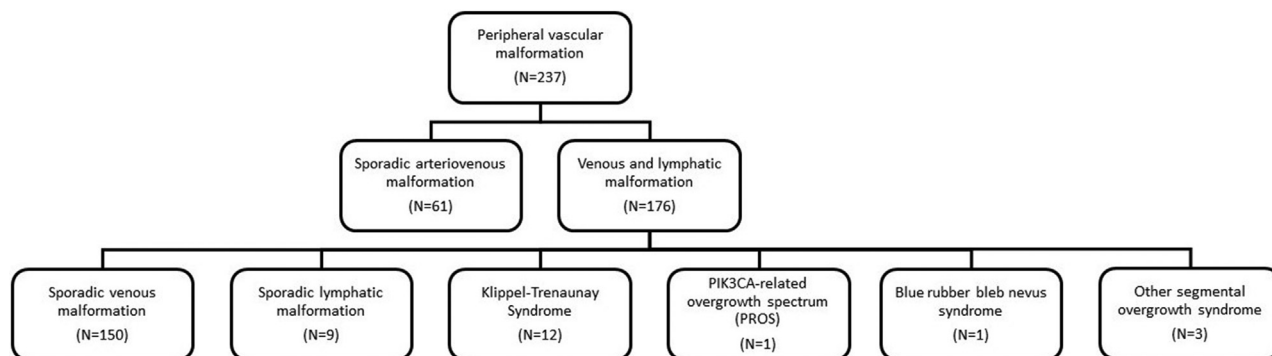 Peripheral vascular
malformation
(N=237)
Sporadic arteriovenous
malformation
(N=61)
Venous and lymphatic
malformation
(N=176)
Sporadic venous
malformation
(N=150)
Sporadic lymphatic
malformation
(N=9)
Klippel-Trenaunay
Syndrome
(N=12)
PIK3CA-related
overgrowth spectrum
(PROS)
(N=1)
Blue rubber bleb nevus
syndrome
(N=1)
Other segmental
overgrowth syndrome
(N=3)